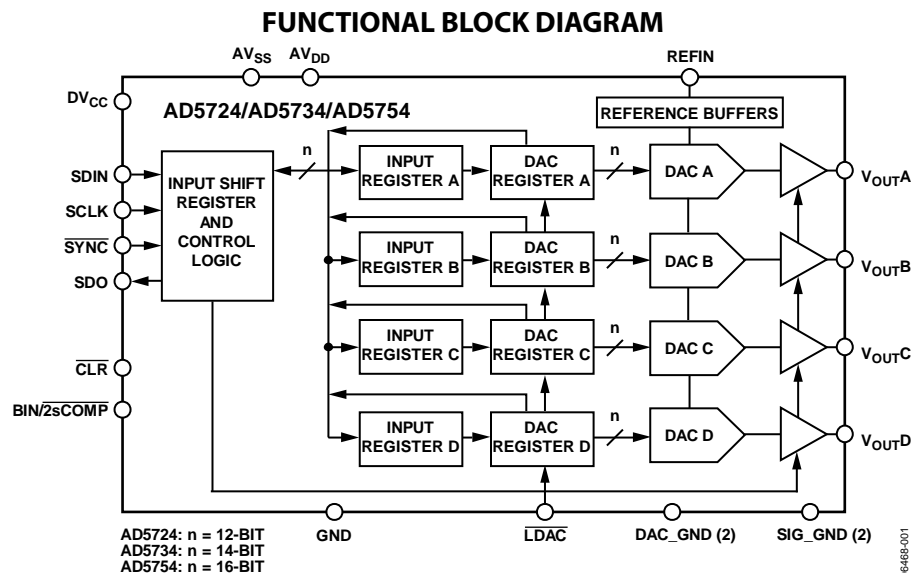 FUNCTIONAL BLOCK DIAGRAM
AVSS
AVDD
REFIN
DVCC
AD5724/AD5734/AD5754
REFERENCE BUFFERS
SDIN
SCLK
SYNC
SDO
INPUT SHIFT
REGISTER
AND
CONTROL
LOGIC
n
INPUT
REGISTER A
DAC
REGISTER A
n
DAC A
VOUTA
INPUT
REGISTER B
DAC
REGISTER B
n
DAC B
VOUTB
INPUT
REGISTER C
DAC
REGISTER C
n
DAC C
VOUTC
INPUT
REGISTER D
DAC
REGISTER D
n
DAC D
VOUTD
CLR
BIN/2sCOMP
AD5724: n = 12-BIT
AD5734: n = 14-BIT
AD5754: n = 16-BIT
GND
LDAC
DAC_GND (2)
SIG_GND (2)
6468-001